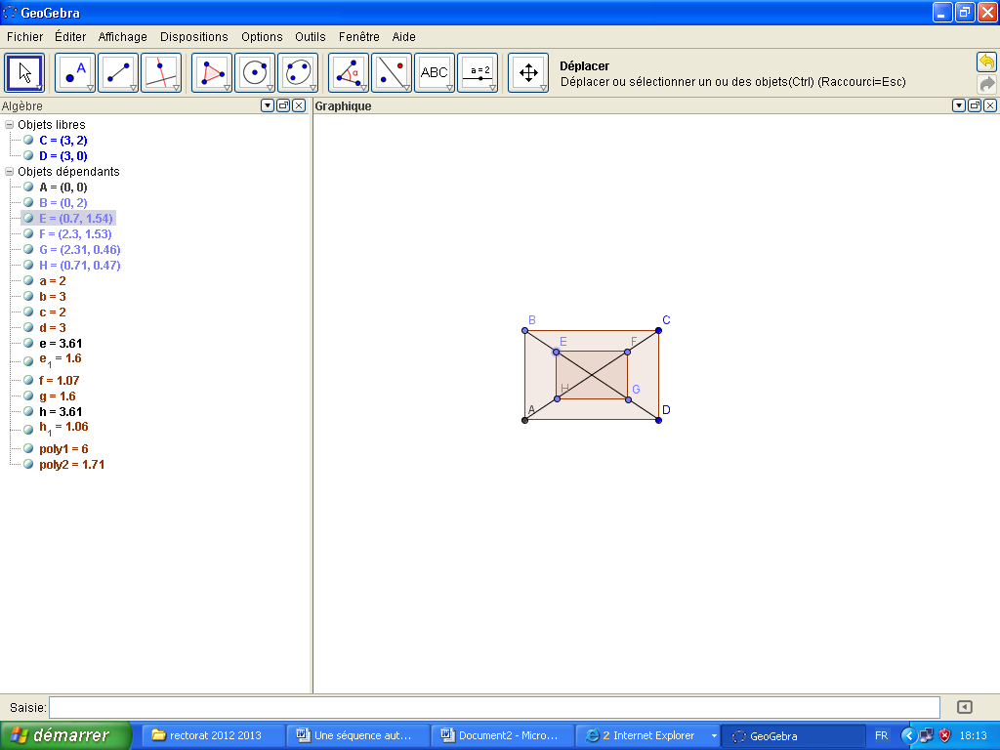 GeoGebra
Fichier Éditer Affichage Dispositions Options Outils Fenêtre Aide
A
α
ABC
a=2
Déplacer
Déplacer ou sélectionner un ou des objets(Ctrl) (Raccourci=Esc)
Algèbre
Graphique
Objets libres
C = (3, 2)
D = (3, 0)
Objets dépendants
A = (0, 0)
B = (0, 2)
E = (0.7, 1.54)
F = (2.3, 1.53)
G = (2.31, 0.46)
H = (0.71, 0.47)
a = 2
b = 3
c = 2
d = 3
e = 3.61
e1 = 1.6
f = 1.07
g = 1.6
h = 3.61
h1 = 1.06
poly1 = 6
poly2 = 1.71
B C
E F
H G
A D
Saisie:
démarrer rectorat 2012 2013 Une séquence aut... Document2 - Micro... 2 Internet Explorer GeoGebra FR 18:13